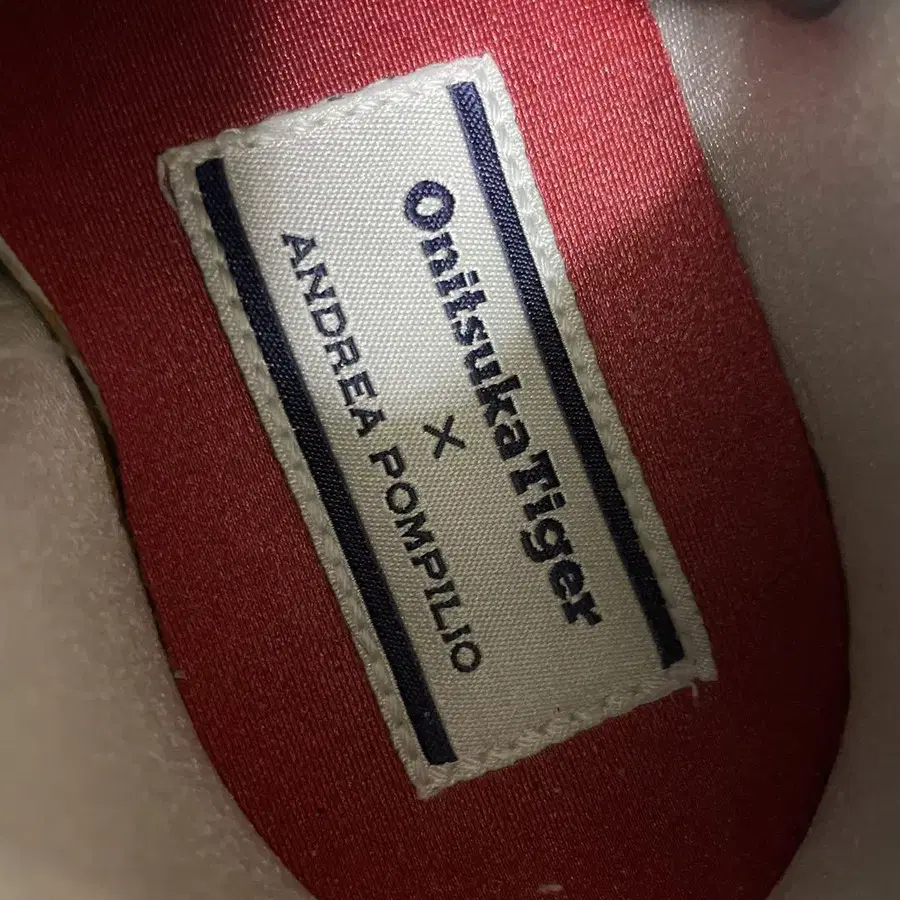 OnitsukaTiger
×
ANDREA POMPILIO